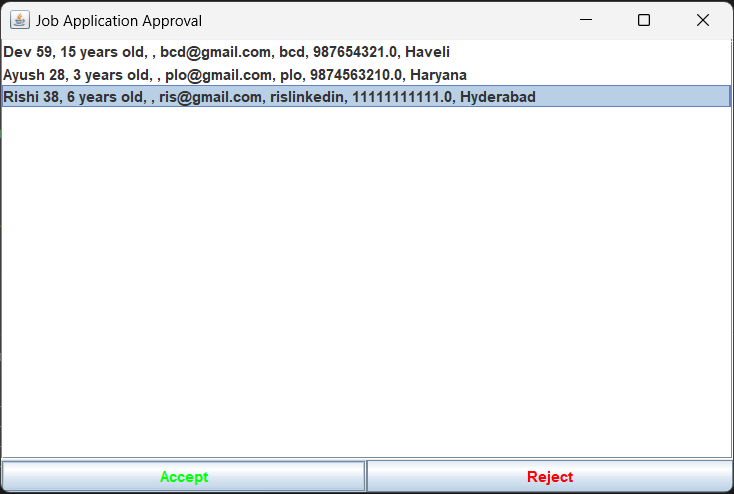 Job Application Approval
Dev 59, 15 years old, , bcd@gmail.com, bcd, 987654321.0, Haveli
Ayush 28, 3 years old, , plo@gmail.com, plo, 9874563210.0, Haryana
Rishi 38, 6 years old, , ris@gmail.com, rislinkedin, 11111111111.0, Hyderabad
Accept
Reject